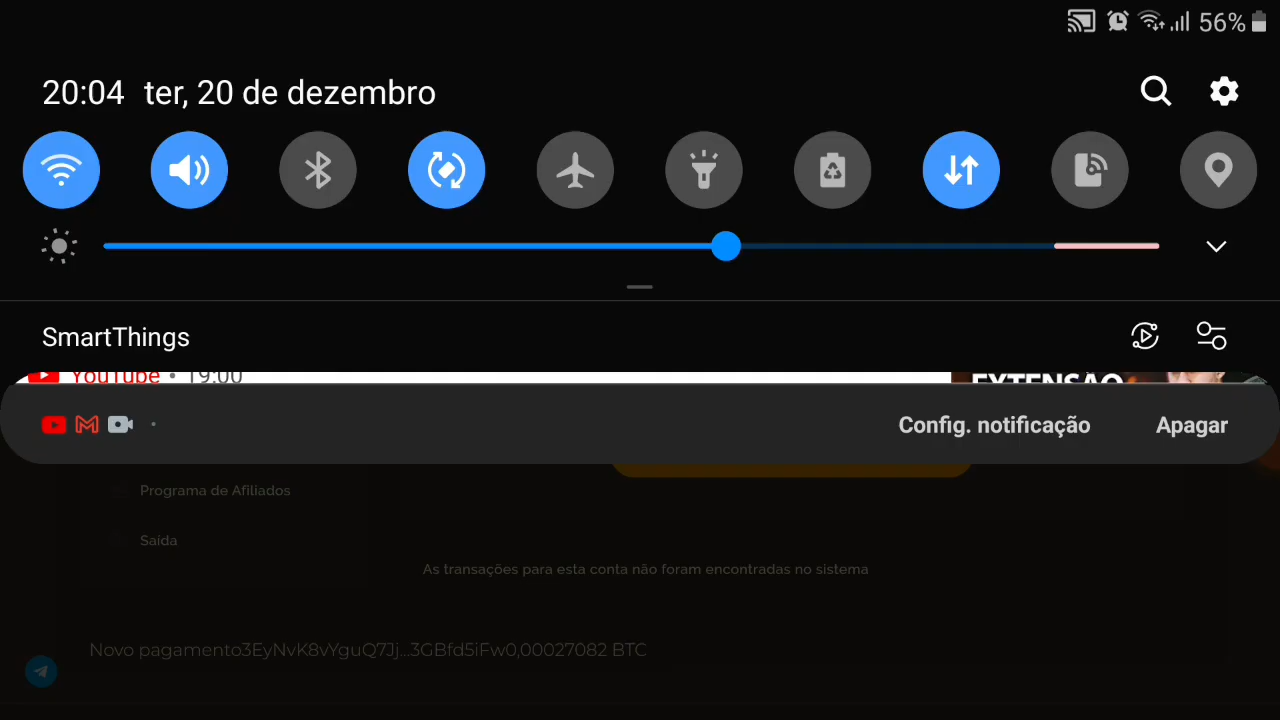 56%
20:04 ter, 20 de dezembro
SmartThings
YouTube • 19:00
EXTENSÃO
Config. notificação Apagar
Programa de Afiliados
Saída
As transações para esta conta não foram encontradas no sistema
Novo pagamento3EyNvK8vYguQ7Jj...3GBfd5iFw0,00027082 BTC